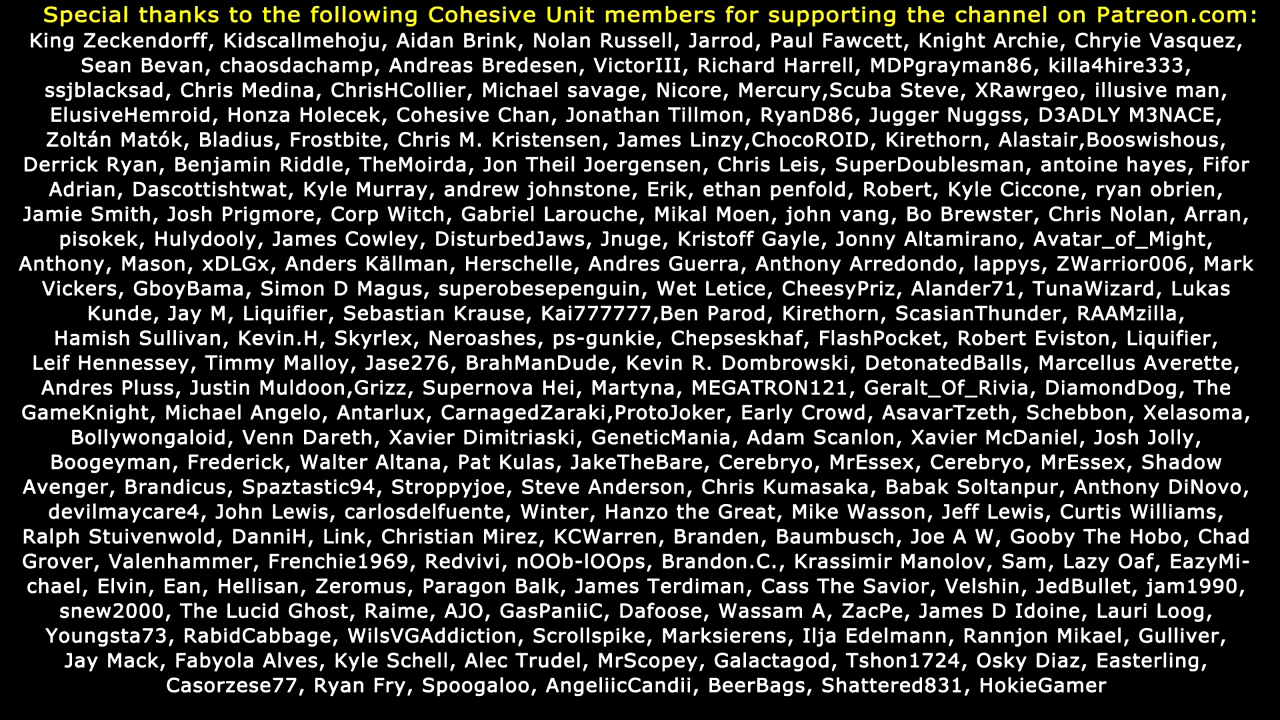 Special thanks to the following Cohesive Unit members for supporting the channel on Patreon.com:
King Zeckendorff, Kidscallmehoju, Aidan Brink, Nolan Russell, Jarrod, Paul Fawcett, Knight Archie, Chryie Vasquez,
Sean Bevan, chaosdachamp, Andreas Bredesen, VictorIII, Richard Harrell, MDPgrayman86, killa4hire333,
ssjblacksad, Chris Medina, ChrisHCollier, Michael savage, Nicore, Mercury,Scuba Steve, XRawrgeo, illusive man,
ElusiveHemroid, Honza Holecek, Cohesive Chan, Jonathan Tillmon, RyanD86, Jugger Nuggss, D3ADLY M3NACE,
Zoltán Matók, Bladius, Frostbite, Chris M. Kristensen, James Linzy,ChocoROID, Kirethorn, Alastair,Booswishous,
Derrick Ryan, Benjamin Riddle, TheMoirda, Jon Theil Joergensen, Chris Leis, SuperDoublesman, antoine hayes, Fifor
Adrian, Dascottishtwat, Kyle Murray, andrew johnstone, Erik, ethan penfold, Robert, Kyle Ciccone, ryan obrien,
Jamie Smith, Josh Prigmore, Corp Witch, Gabriel Larouche, Mikal Moen, john vang, Bo Brewster, Chris Nolan, Arran,
pisokek, Hulydooly, James Cowley, DisturbedJaws, Jnuge, Kristoff Gayle, Jonny Altamirano, Avatar_of_Might,
Anthony, Mason, xDLGx, Anders Källman, Herschelle, Andres Guerra, Anthony Arredondo, lappys, ZWarrior006, Mark
Vickers, GboyBama, Simon D Magus, superobesepenguin, Wet Letice, CheesyPriz, Alander71, TunaWizard, Lukas
Kunde, Jay M, Liquifier, Sebastian Krause, Kai777777,Ben Parod, Kirethorn, ScasianThunder, RAAMzilla,
Hamish Sullivan, Kevin.H, Skyrlex, Neroashes, ps-gunkie, Chepseskhaf, FlashPocket, Robert Eviston, Liquifier,
Leif Hennessey, Timmy Malloy, Jase276, BrahManDude, Kevin R. Dombrowski, DetonatedBalls, Marcellus Averette,
Andres Pluss, Justin Muldoon,Grizz, Supernova Hei, Martyna, MEGATRON121, Geralt_Of_Rivia, DiamondDog, The
GameKnight, Michael Angelo, Antarlux, CarnagedZaraki,ProtoJoker, Early Crowd, AsavarTzeth, Schebbon, Xelasoma,
Bollywongaloid, Venn Dareth, Xavier Dimitriaski, GeneticMania, Adam Scanlon, Xavier McDaniel, Josh Jolly,
Boogeyman, Frederick, Walter Altana, Pat Kulas, JakeTheBare, Cerebryo, MrEssex, Cerebryo, MrEssex, Shadow
Avenger, Brandicus, Spaztastic94, Stroppyjoe, Steve Anderson, Chris Kumasaka, Babak Soltanpur, Anthony DiNovo,
devilmaycare4, John Lewis, carlosdelfuente, Winter, Hanzo the Great, Mike Wasson, Jeff Lewis, Curtis Williams,
Ralph Stuivenwold, DanniH, Link, Christian Mirez, KCWarren, Branden, Baumbusch, Joe A W, Gooby The Hobo, Chad
Grover, Valenhammer, Frenchie1969, Redvivi, nOOb-lOOps, Brandon.C., Krassimir Manolov, Sam, Lazy Oaf, EazyMi-
chael, Elvin, Ean, Hellisan, Zeromus, Paragon Balk, James Terdiman, Cass The Savior, Velshin, JedBullet, jam1990,
snew2000, The Lucid Ghost, Raime, AJO, GasPaniiC, Dafoose, Wassam A, ZacPe, James D Idoine, Lauri Loog,
Youngsta73, RabidCabbage, WilsVGAddiction, Scrollspike, Marksierens, Ilja Edelmann, Rannjon Mikael, Gulliver,
Jay Mack, Fabyola Alves, Kyle Schell, Alec Trudel, MrScopey, Galactagod, Tshon1724, Osky Diaz, Easterling,
Casorzese77, Ryan Fry, Spoogaloo, AngeliicCandii, BeerBags, Shattered831, HokieGamer